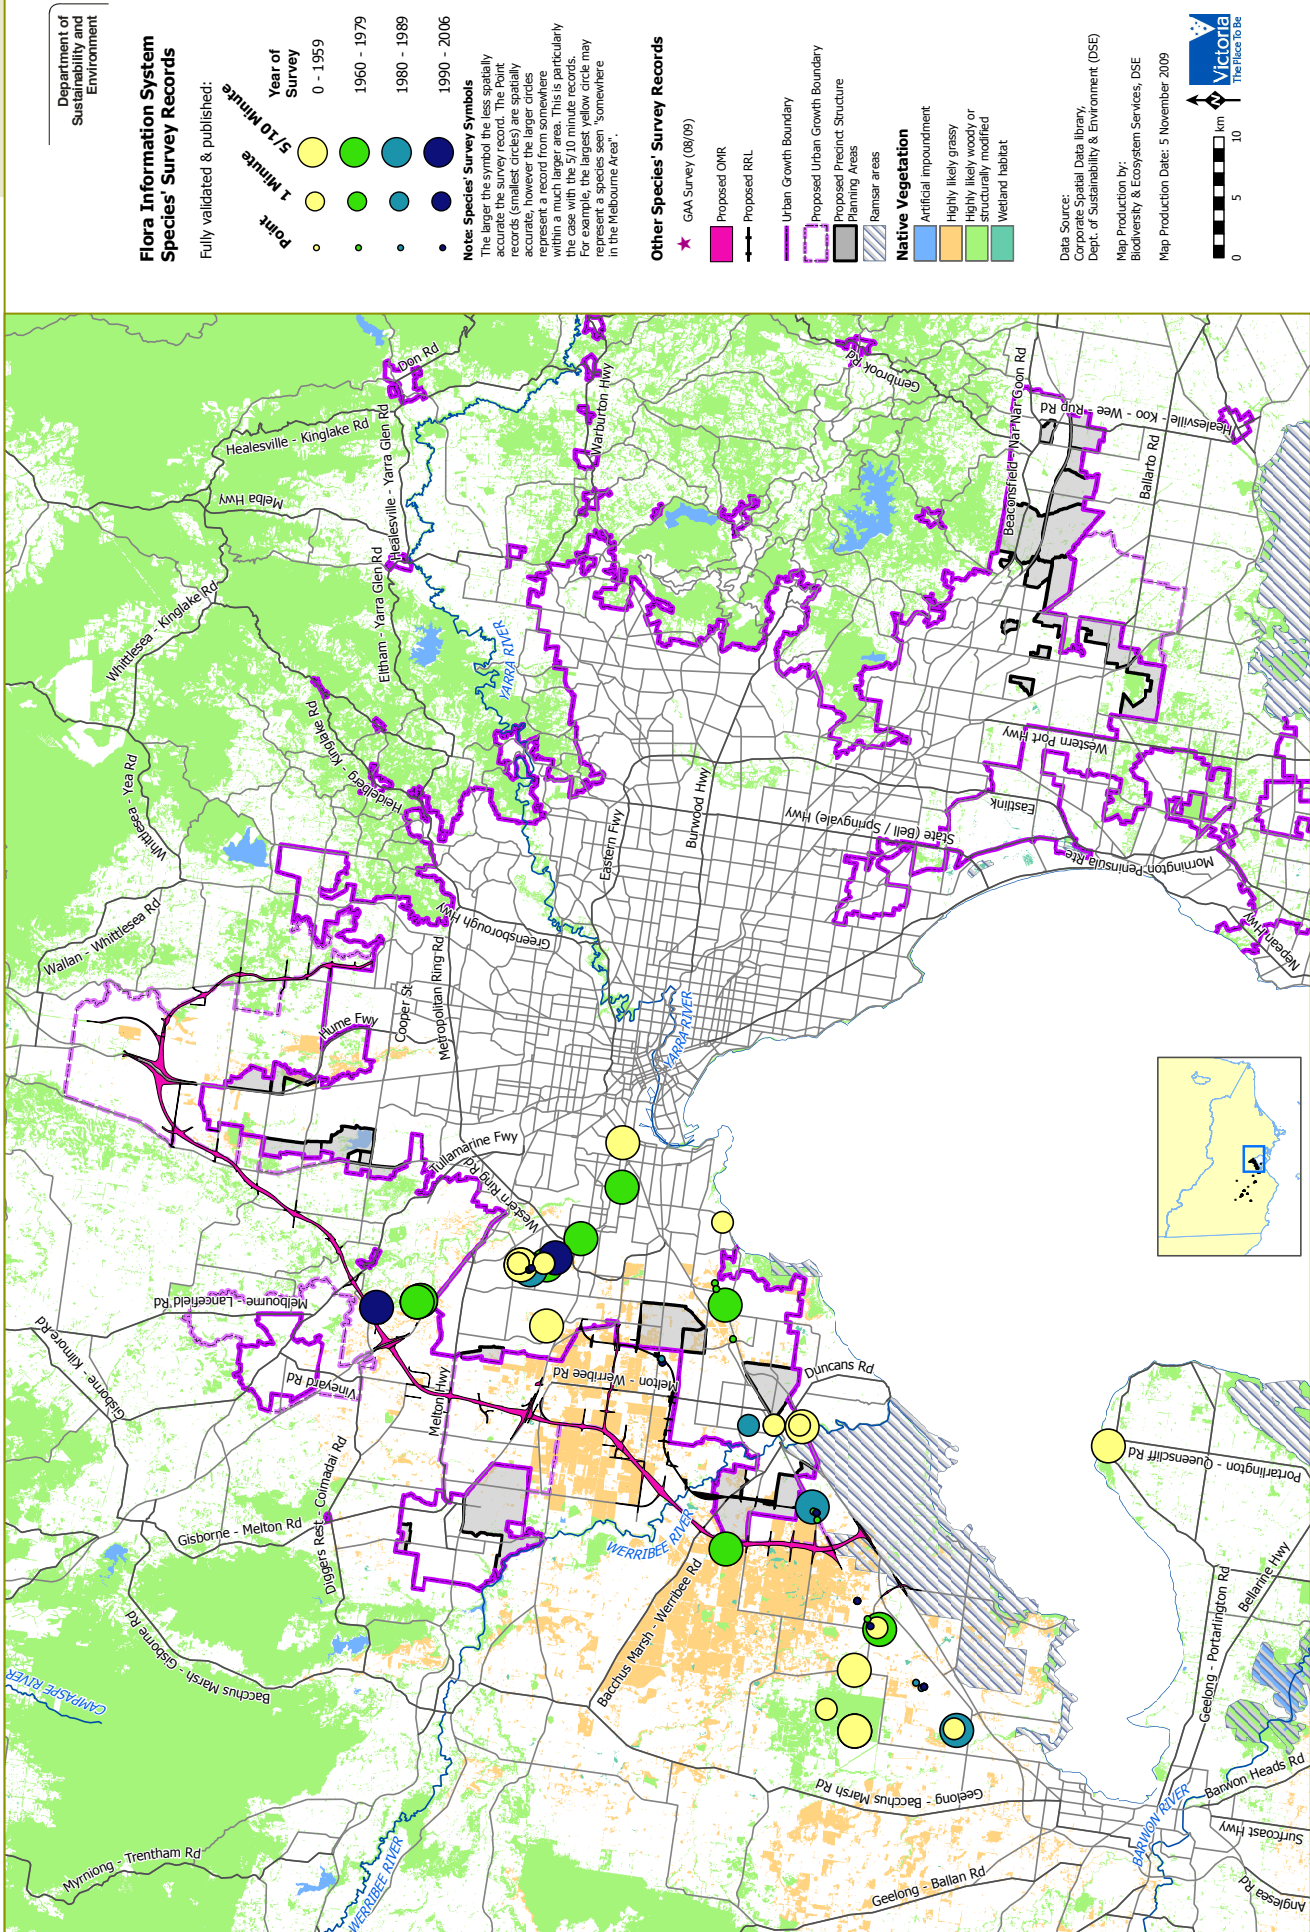 Department of
Sustainability and
Environment
Flora Information System
Species' Survey Records
Fully validated & published:
Point
1 Minute
5/10 Minute
Year of
Survey
0 - 1959
1960 - 1979
1980 - 1989
1990 - 2006
Note: Species' Survey Symbols
The larger the symbol the less spatially
accurate the survey record. The Point
records (smallest circles) are spatially
accurate, however the larger circles
represent a record from somewhere
within a much larger area. This is particularly
the case with the 5/10 minute records.
For example, the largest yellow circle may
represent a species seen "somewhere
in the Melbourne Area".
Other Species' Survey Records
GAA Survey (08/09)
Proposed OMR
Proposed RRL
Urban Growth Boundary
Proposed Urban Growth Boundary
Proposed Precinct Structure
Planning Areas
Ramsar areas
Native Vegetation
Artificial impoundment
Highly likely grassy
Highly likely woody or
structurally modified
Wetland habitat
Data Source:
Corporate Spatial Data library,
Dept. of Sustainability & Environment (DSE)
Map Production by:
Biodiversity & Ecosystem Services, DSE
Map Production Date: 5 November 2009
0
5
10
km
N
Victoria
The Place To Be
CAMPASPE RIVER
Myrniong - Trentham Rd
WERRIBEE RIVER
Bacchus Marsh - Gisborne Rd
Gisborne - Melton Rd
Diggers Rest - Coimadai Rd
Gisborne - Kilmore Rd
Vineyard Rd
Melbourne - Lancefield Rd
Melton Hwy
Tullamarine Fwy
Western Ring Rd
Hume Fwy
Cooper St
Metropolitan Ring Rd
Wallan - Whittlesea Rd
Whittlesea - Yea Rd
Whittlesea - Kinglake Rd
Heidelberg - Kinglake Rd
Greensborough Hwy
Eltham - Yarra Glen Rd
Healesville - Yarra Glen Rd
Melba Hwy
Healesville - Kinglake Rd
Don Rd
YARRA RIVER
Warburton Hwy
Eastern Fwy
Burwood Hwy
YARRA RIVER
State (Bell / Springvale) Hwy
Eastlink
Mornington Peninsula Rte
Nepean Hwy
Western Port Hwy
Gembrook Rd
Beaconsfield - Nar Nar Goon Rd
Healesville - Koo - Wee - Rup Rd
Ballarto Rd
Melton - Werribee Rd
Duncans Rd
WERRIBEE RIVER
Bacchus Marsh - Werribee Rd
Geelong - Bacchus Marsh Rd
Geelong - Ballan Rd
Portarlington - Queenscliff Rd
Geelong - Portarlington Rd
Bellarine Hwy
BARWON RIVER
Barwon Heads Rd
Surfcoast Hwy
Anglesea Rd